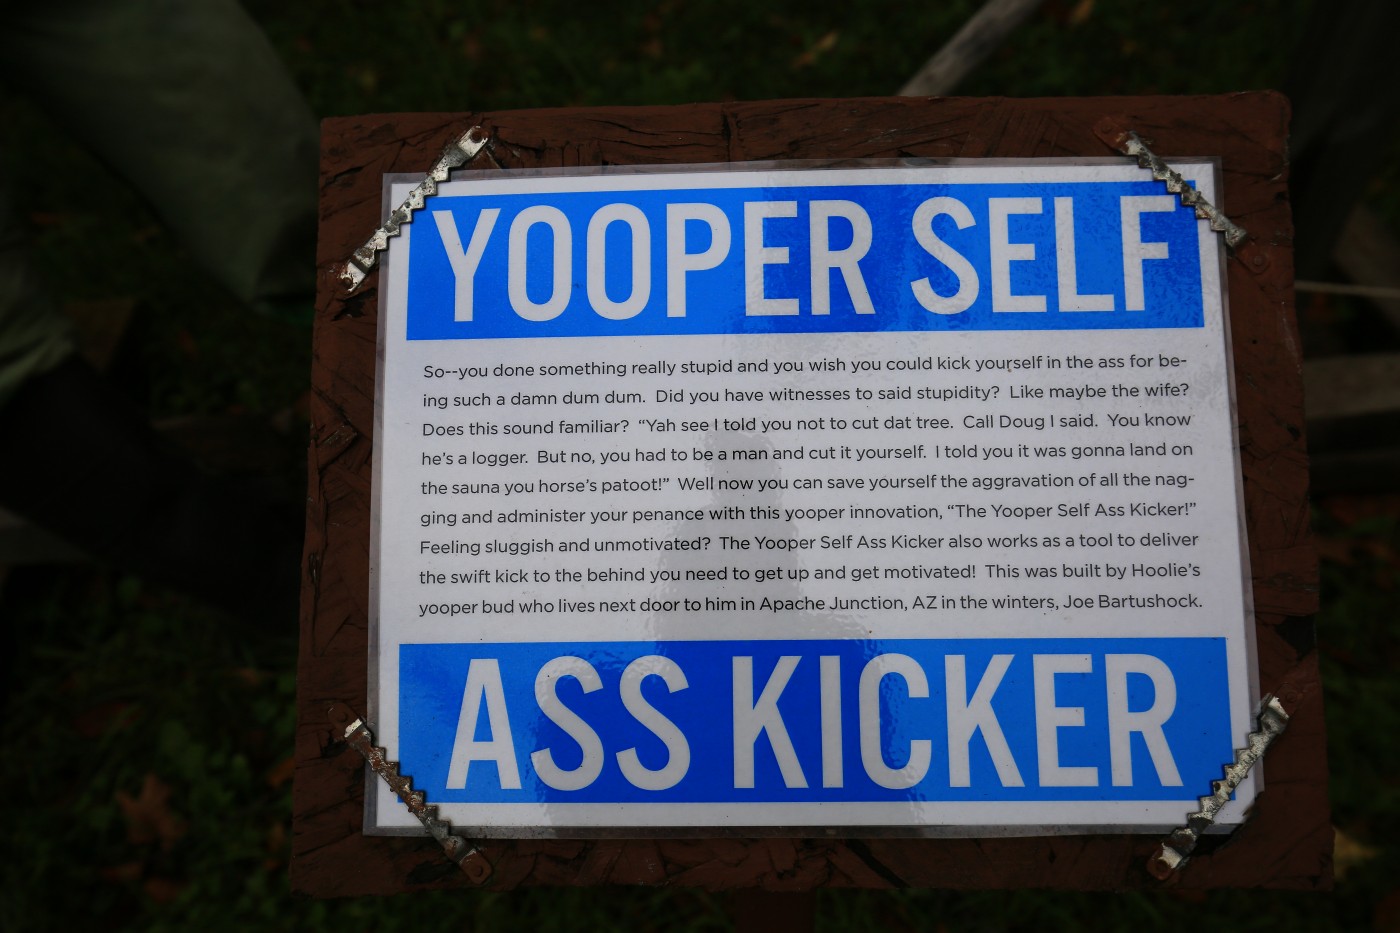 YOOPER SELF
So--you done something really stupid and you wish you could kick yourself in the ass for be-
ing such a damn dum dum.  Did you have witnesses to said stupidity?  Like maybe the wife?
Does this sound familiar?  “Yah see I told you not to cut dat tree.  Call Doug I said.  You know
he’s a logger.  But no, you had to be a man and cut it yourself.  I told you it was gonna land on
the sauna you horse’s patoot!”  Well now you can save yourself the aggravation of all the nag-
ging and administer your penance with this yooper innovation, “The Yooper Self Ass Kicker!”
Feeling sluggish and unmotivated?  The Yooper Self Ass Kicker also works as a tool to deliver
the swift kick to the behind you need to get up and get motivated!  This was built by Hoolie’s
yooper bud who lives next door to him in Apache Junction, AZ in the winters, Joe Bartushock.
ASS KICKER